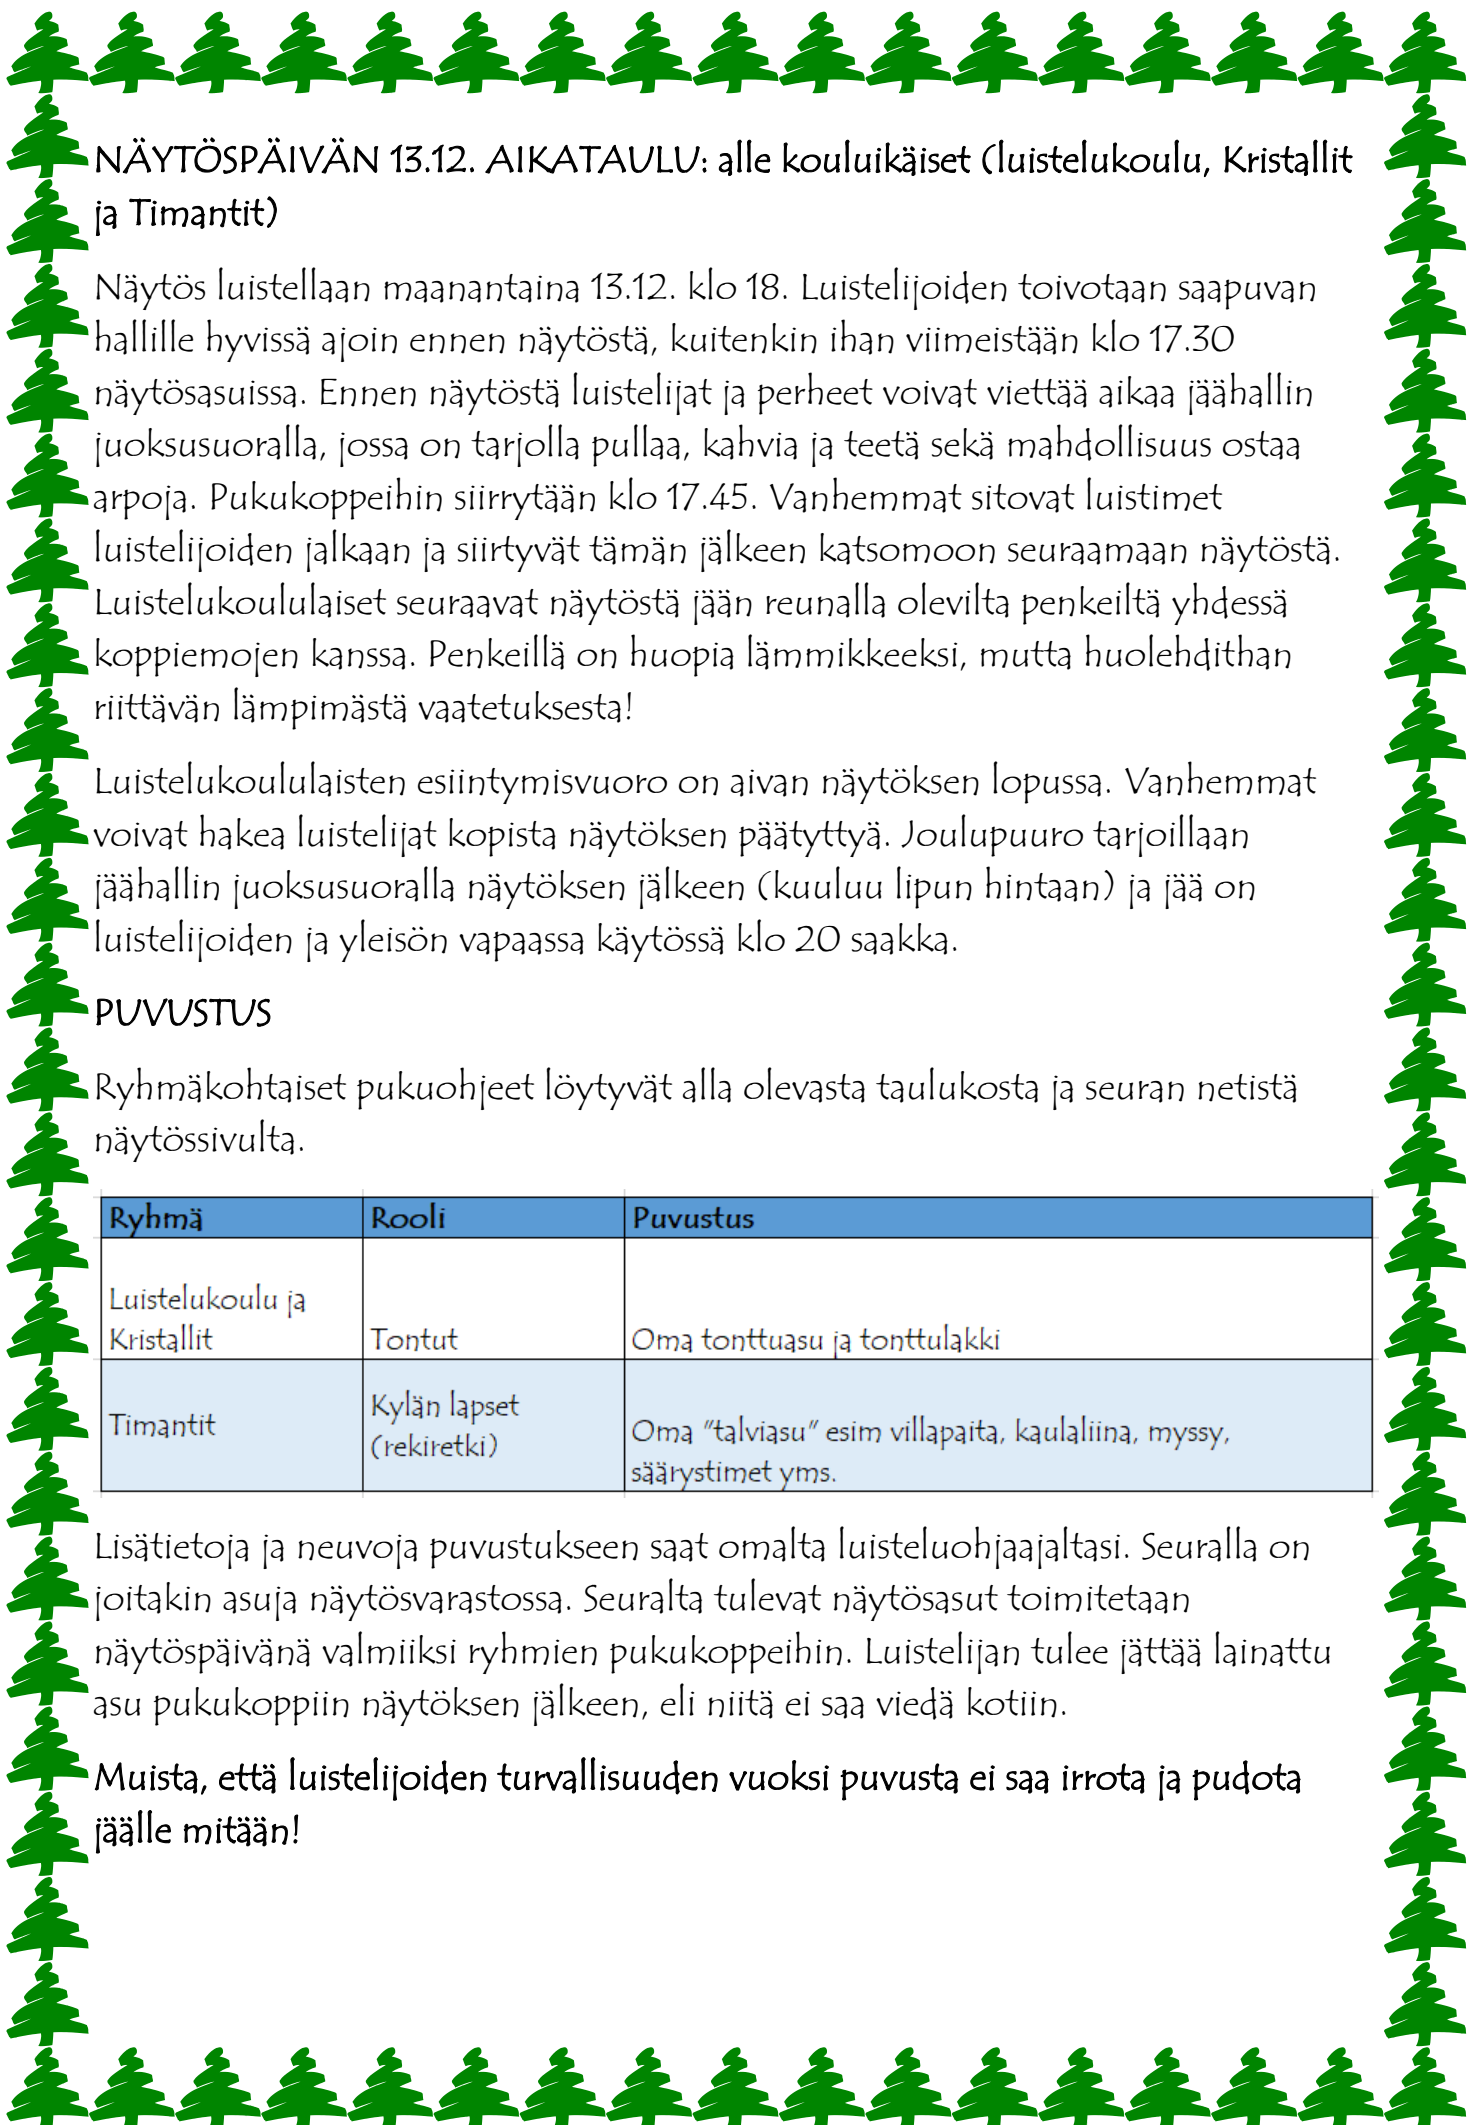 NÄYTÖSPÄIVÄN 13.12. AIKATAULU: alle kouluikäiset (luistelukoulu, Kristallit
ja Timantit)
Näytös luistellaan maanantaina 13.12. klo 18. Luistelijoiden toivotaan saapuvan
hallille hyvissä ajoin ennen näytöstä, kuitenkin ihan viimeistään klo 17.30
näytösasuissa. Ennen näytöstä luistelijat ja perheet voivat viettää aikaa jäähallin
juoksusuoralla, jossa on tarjolla pullaa, kahvia ja teetä sekä mahdollisuus ostaa
arpoja. Pukukoppeihin siirrytään klo 17.45. Vanhemmat sitovat luistimet
luistelijoiden jalkaan ja siirtyvät tämän jälkeen katsomoon seuraamaan näytöstä.
Luistelukoululaiset seuraavat näytöstä jään reunalla olevilta penkeiltä yhdessä
koppiemojen kanssa. Penkeillä on huopia lämmikkeeksi, mutta huolehdithan
riittävän lämpimästä vaatetuksesta!
Luistelukoululaisten esiintymisvuoro on aivan näytöksen lopussa. Vanhemmat
voivat hakea luistelijat kopista näytöksen päätyttyä. Joulupuuro tarjoillaan
jäähallin juoksusuoralla näytöksen jälkeen (kuuluu lipun hintaan) ja jää on
luistelijoiden ja yleisön vapaassa käytössä klo 20 saakka.
PUVUSTUS
Ryhmäkohtaiset pukuohjeet löytyvät alla olevasta taulukosta ja seuran netistä
näytössivulta.
Ryhmä Rooli Puvustus
Luistelukoulu ja
Kristallit Tontut Oma tonttuasu ja tonttulakki
Timantit
Kylän lapset
(rekiretki)
Oma "talviasu" esim villapaita, kaulaliina, myssy,
säärystimet yms.
Lisätietoja ja neuvoja puvustukseen saat omalta luisteluohjaajaltasi. Seuralla on
joitakin asuja näytösvarastossa. Seuralta tulevat näytösasut toimitetaan
näytöspäivänä valmiiksi ryhmien pukukoppeihin. Luistelijan tulee jättää lainattu
asu pukukoppiin näytöksen jälkeen, eli niitä ei saa viedä kotiin.
Muista, että luistelijoiden turvallisuuden vuoksi puvusta ei saa irrota ja pudota
jäälle mitään!